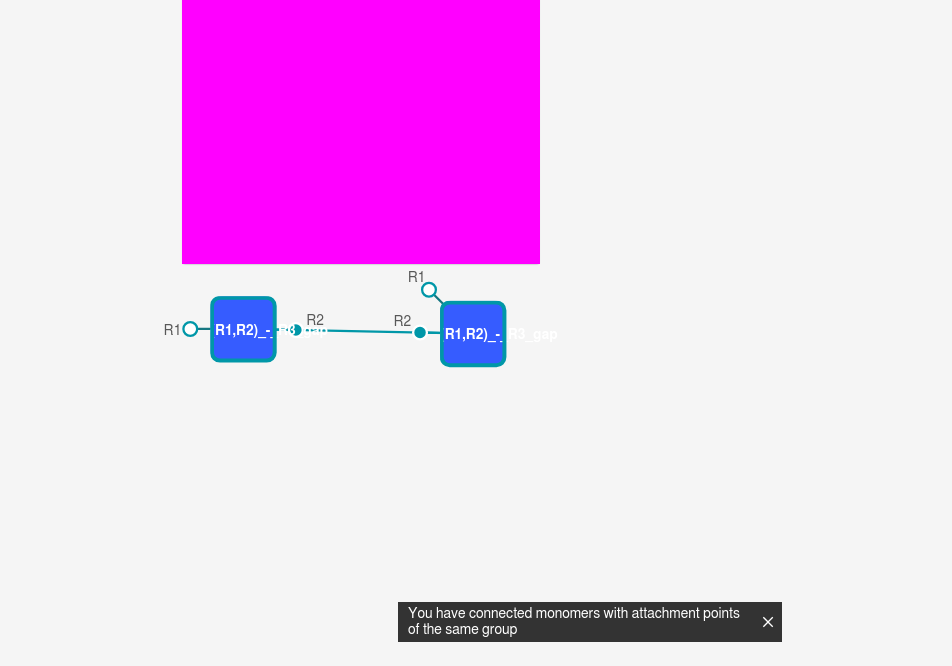 R1
R2
R2
R1
R1,R2)_-_R3_gap
R1,R2)_-_R3_gap
You have connected monomers with attachment points
of the same group